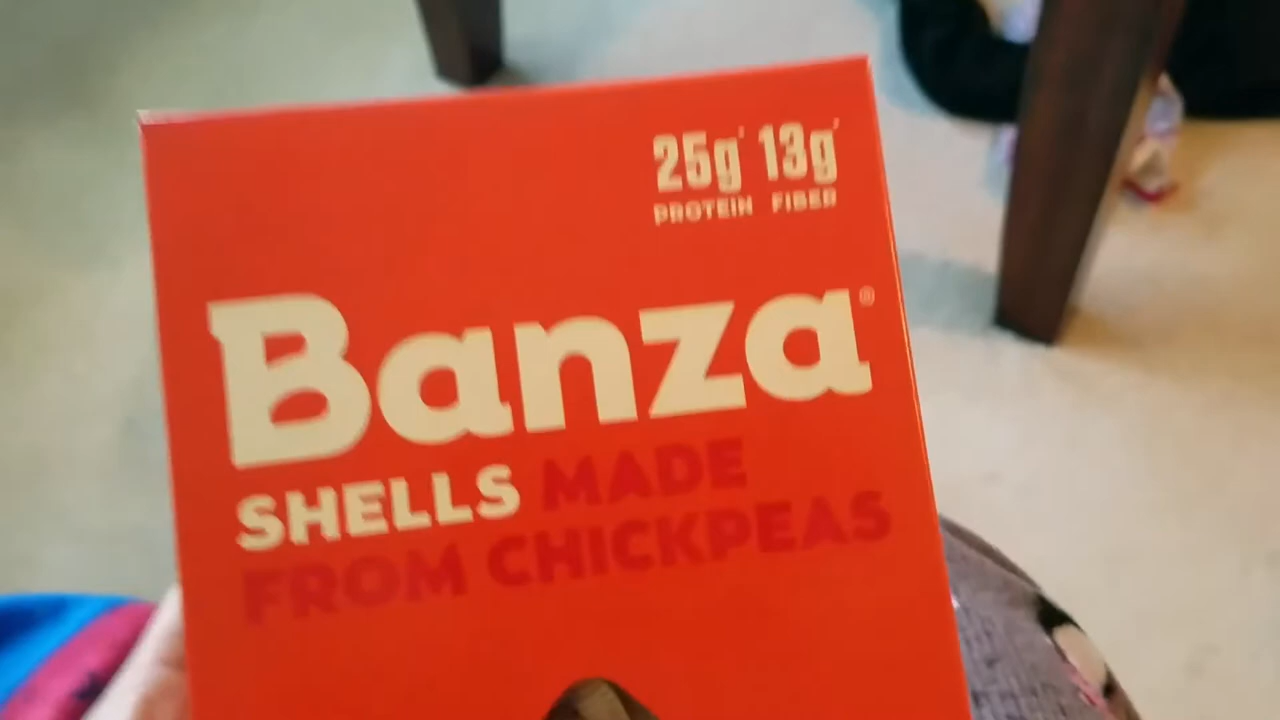 25g' 13g'
PROTEIN FIBER
Banza®
SHELLS MADE
FROM CHICKPEAS